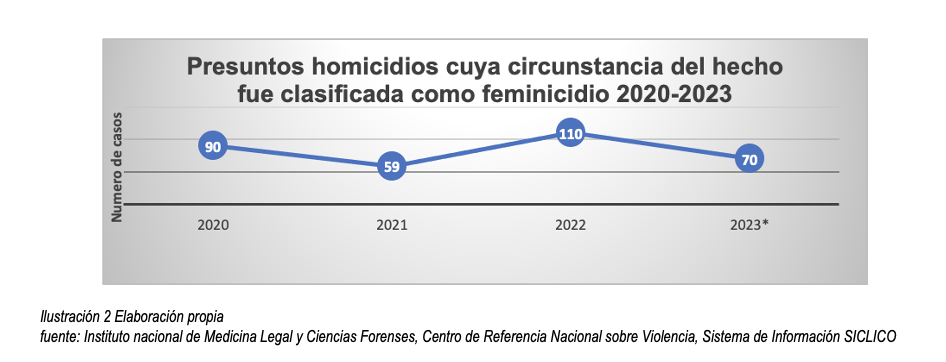 Presuntos homicidios cuya circunstancia del hecho
fue clasificada como feminicidio 2020-2023
Numero de casos
90
59
110
70
2020
2021
2022
2023*
Ilustración 2 Elaboración propia
fuente: Instituto nacional de Medicina Legal y Ciencias Forenses, Centro de Referencia Nacional sobre Violencia, Sistema de Información SICLICO